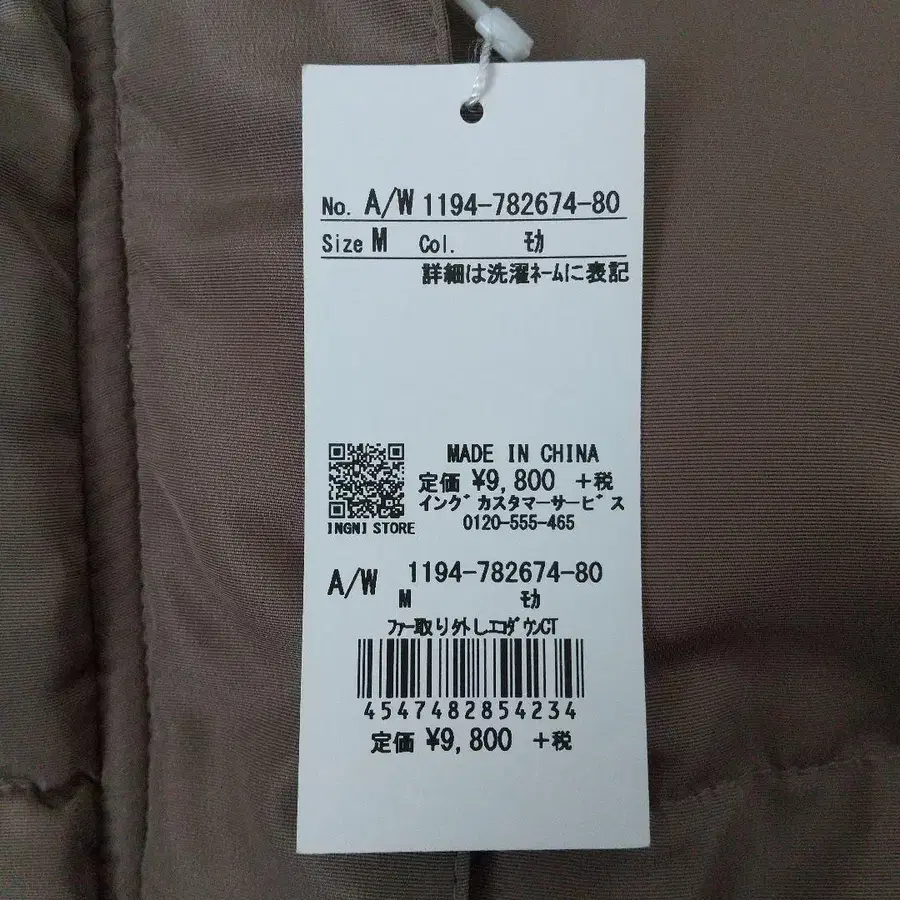 No. A/W 1194-782674-80
Size M Col. ﾓｶ
詳細は洗濯ﾈｰﾑに表記
MADE IN CHINA
定価 ¥9,800 +税
イングﾞカスタマーサービﾞス
0120-555-465
INGNI STORE
A/W 1194-782674-80
M ﾓｶ
ﾌｧｰ取り外しｴｺﾀﾞｳﾝCT
4547482854234
定価 ¥9,800 +税